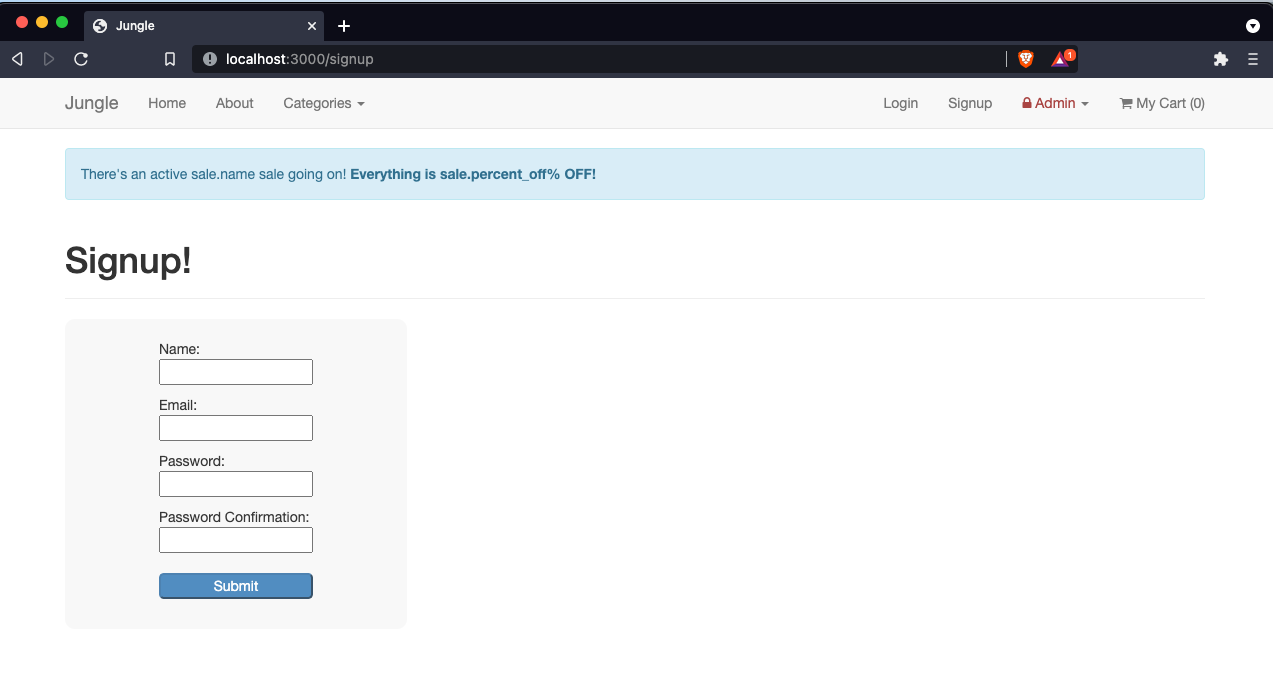 Jungle
localhost:3000/signup
1
Jungle Home About Categories Login Signup Admin My Cart (0)
There's an active sale.name sale going on! Everything is sale.percent_off% OFF!
Signup!
Name:
Email:
Password:
Password Confirmation:
Submit